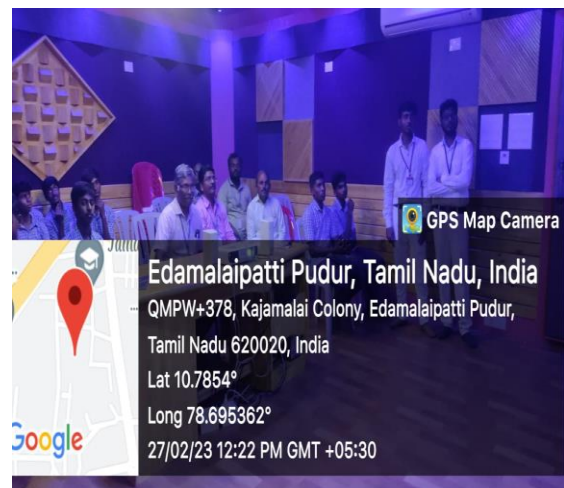 GPS Map Camera
Edamalaipatti Pudur, Tamil Nadu, India
QMPW+378, Kajamalai Colony, Edamalaipatti Pudur,
Tamil Nadu 620020, India
Lat 10.7854°
Long 78.695362°
27/02/23 12:22 PM GMT +05:30
Google